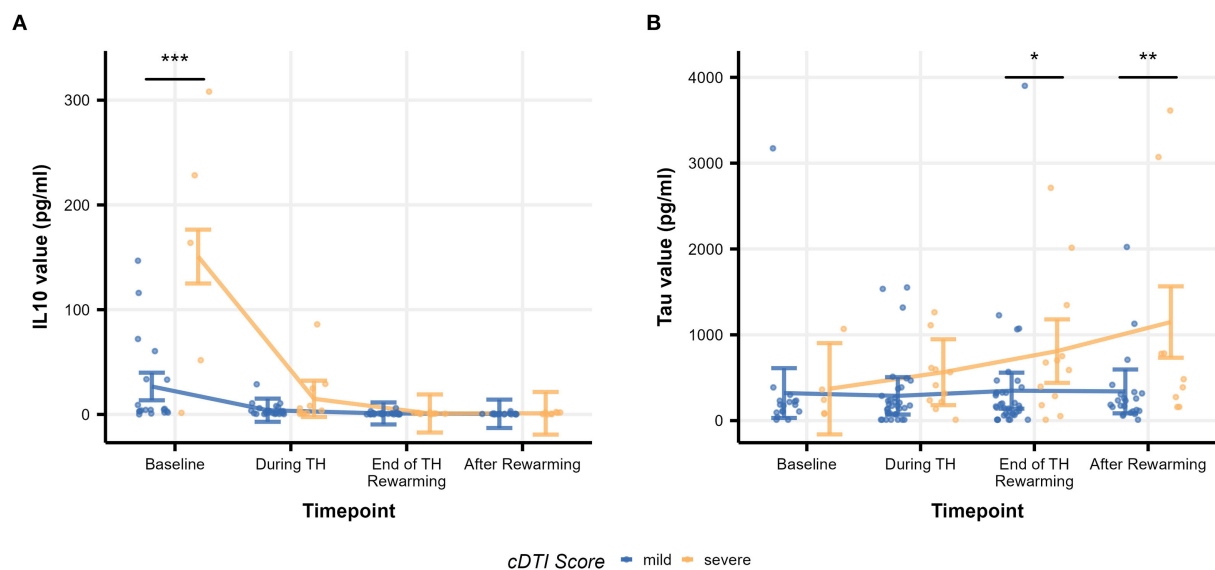 A
***
300
200
100
0
IL10 value (pg/ml)
Baseline
During TH
End of TH
Rewarming
After Rewarming
Timepoint
B
*
**
4000
3000
2000
1000
0
Tau value (pg/ml)
Baseline
During TH
End of TH
Rewarming
After Rewarming
Timepoint
cDTI Score mild severe